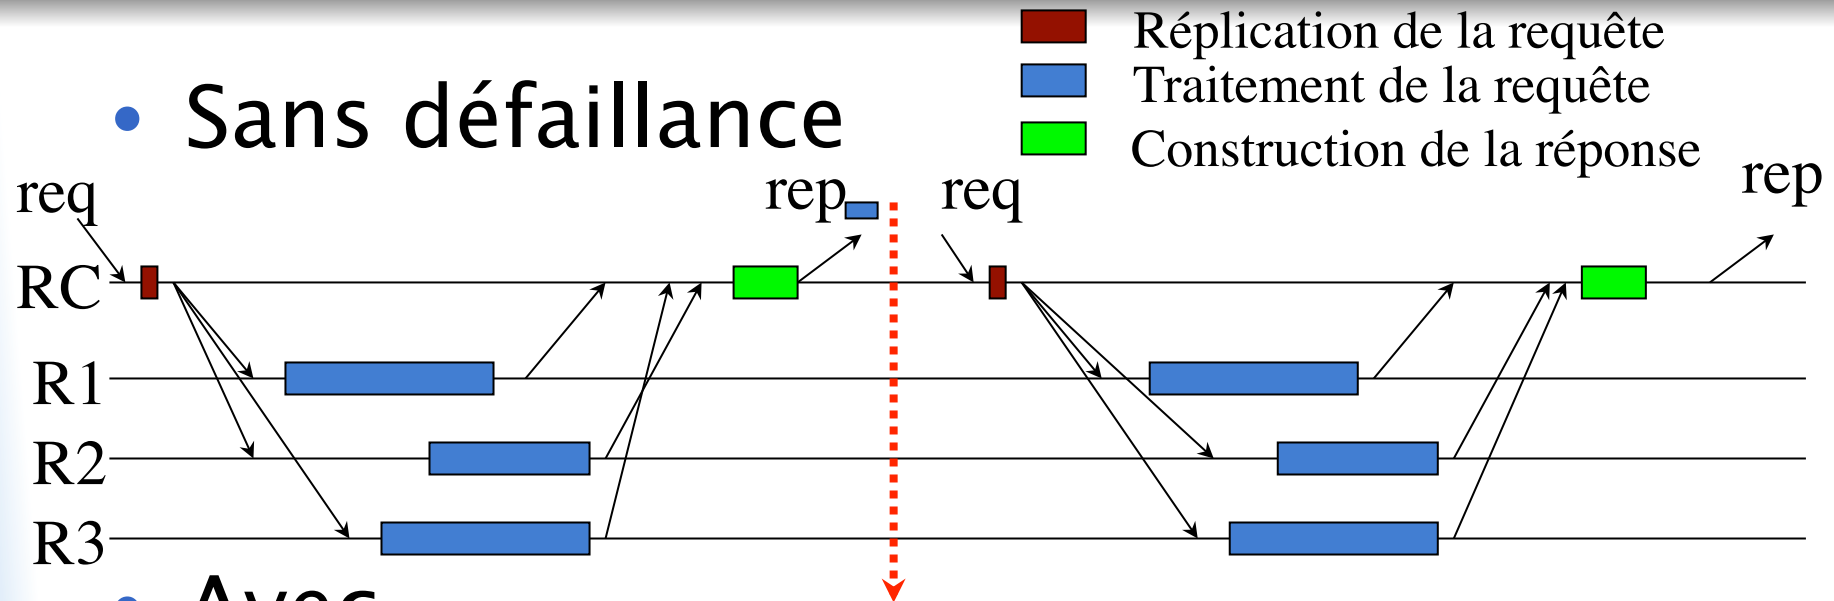 Réplication de la requête
Traitement de la requête
Construction de la réponse
• Sans défaillance
req rep req rep
RC
R1
R2
R3
• Avec